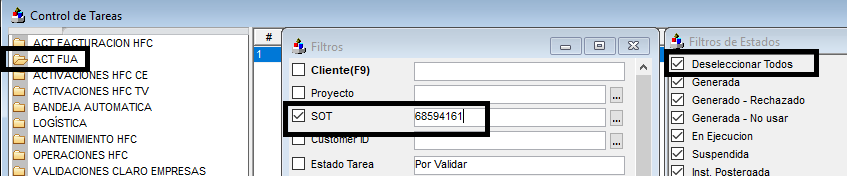 Control de Tareas
ACT FACTURACION HFC
ACT FIJA
ACTIVACIONES HFC CE
ACTIVACIONES HFC TV
BANDEJA AUTOMATICA
LOGÍSTICA
MANTENIMIENTO HFC
OPERACIONES HFC
VALIDACIONES CLARO EMPRESAS
#
1
Filtros
Cliente(F9)
Proyecto ...
SOT 68594161 ...
Customer ID ...
Estado Tarea Por Validar
Filtros de Estados
Deseleccionar Todos
Generada
Generado - Rechazado
Generada - No usar
En Ejecucion
Suspendida
Inst. Postergada